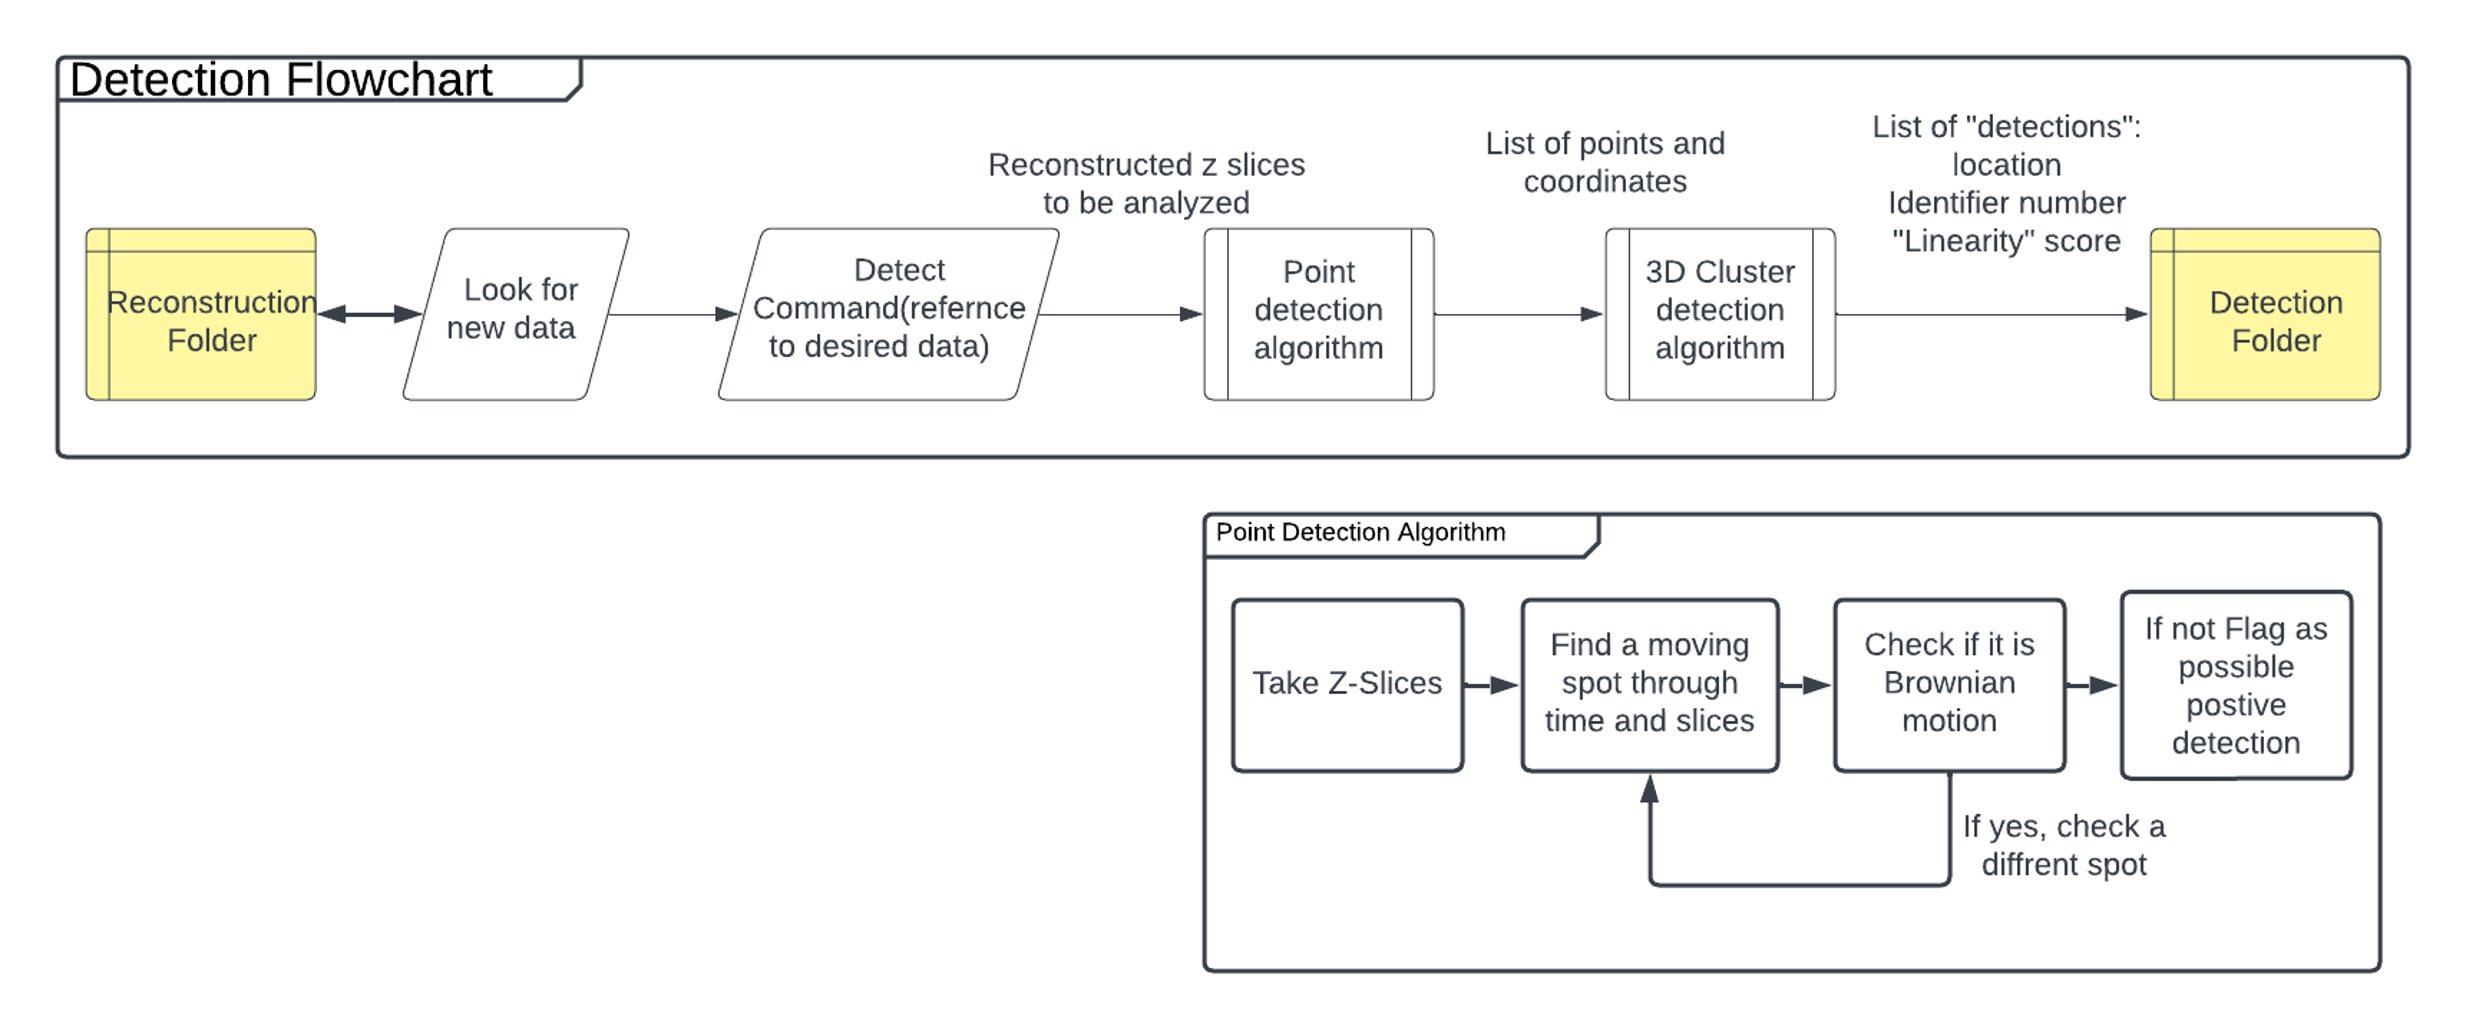 Detection Flowchart
Reconstruction
Folder
Look for
new data
Detect
Command(refernce
to desired data)
Reconstructed z slices
to be analyzed
Point
detection
algorithm
List of points and
coordinates
3D Cluster
detection
algorithm
List of "detections":
location
Identifier number
"Linearity" score
Detection
Folder
Point Detection Algorithm
Take Z-Slices
Find a moving
spot through
time and slices
Check if it is
Brownian
motion
If not Flag as
possible
postive
detection
If yes, check a
diffrent spot